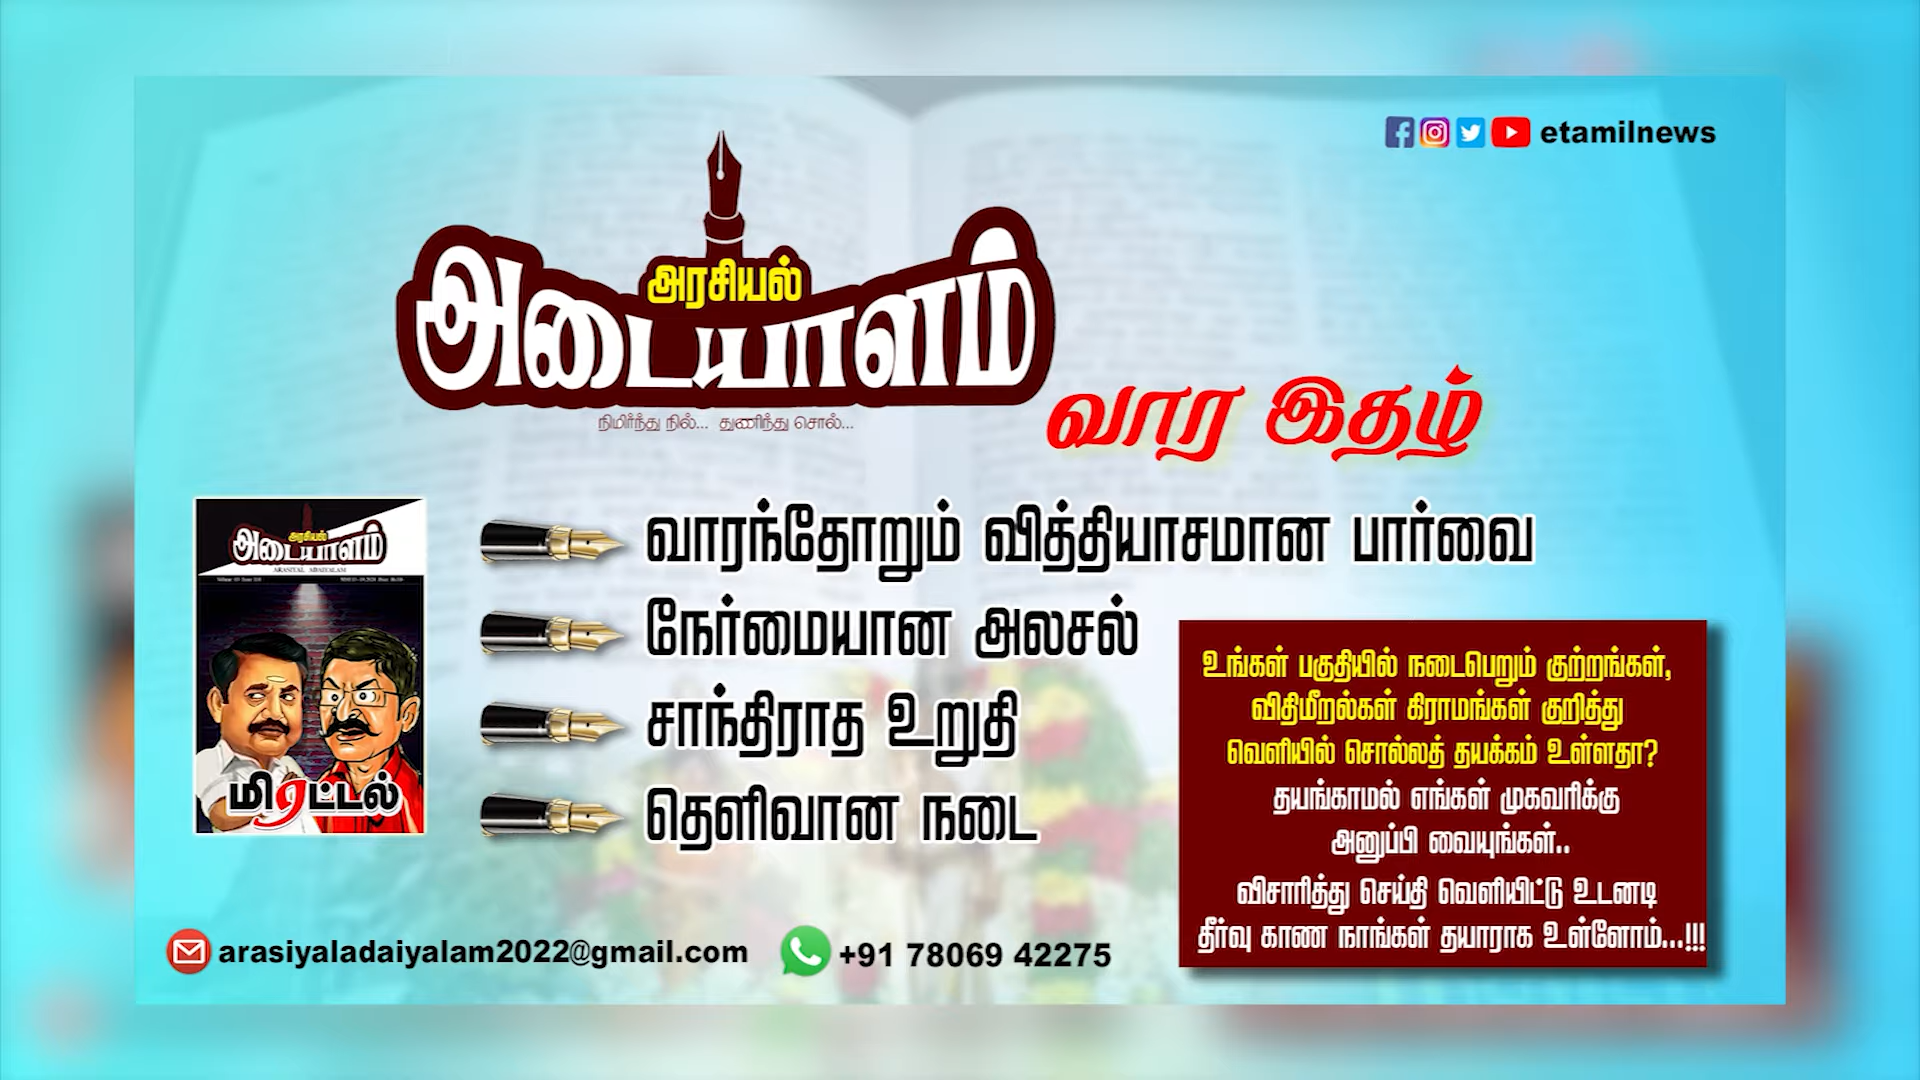 etamilnews
அரசியல்
அடையாளம்
நிமிர்ந்து நில்... துணிந்து சொல்...
வார இதழ்
அரசியல்
அடையாளம்
ARASIYAL ADAIYALAM
மிரட்டல்
வாரந்தோறும் வித்தியாசமான பார்வை
நேர்மையான அலசல்
சாந்திராத உறுதி
தெளிவான நடை
உங்கள் பகுதியில் நடைபெறும் குற்றங்கள்,
விதிமீறல்கள் கிராமங்கள் குறித்து
வெளியில் சொல்லத் தயக்கம் உள்ளதா?
தயங்காமல் எங்கள் முகவரிக்கு
அனுப்பி வையுங்கள்..
விசாரித்து செய்தி வெளியிட்டு உடனடி
தீர்வு காண நாங்கள் தயாராக உள்ளோம்...!!!
arasiyaladaiyalam2022@gmail.com
+91 78069 42275